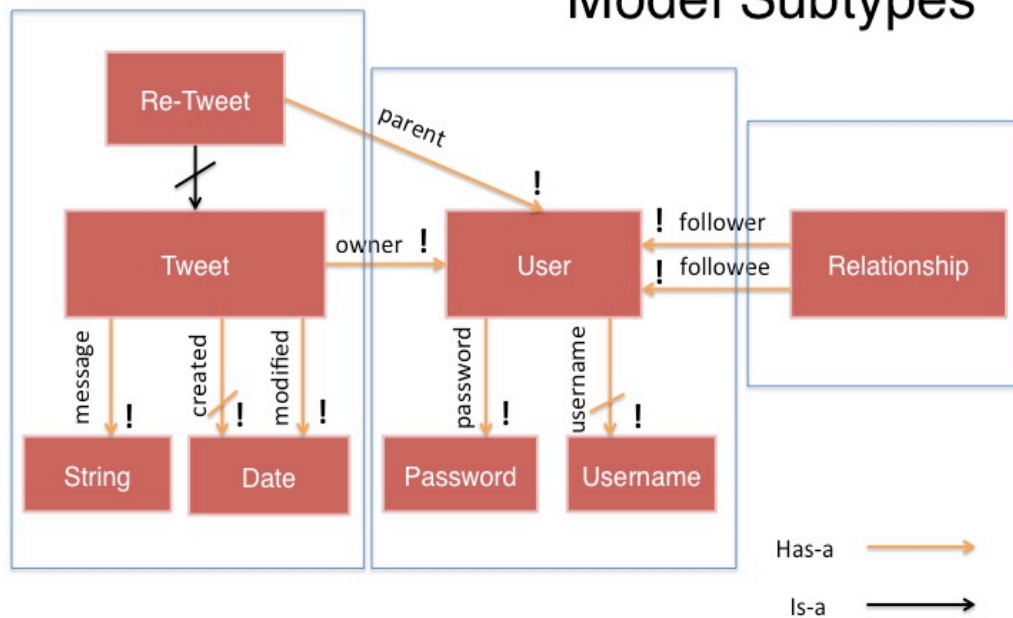 Model Subtypes
Re-Tweet
parent
!
Tweet
owner !
User
! follower
! followee
Relationship
message
!
created
!
modified
!
password
!
username
!
String
Date
Password
Username
Has-a
Is-a